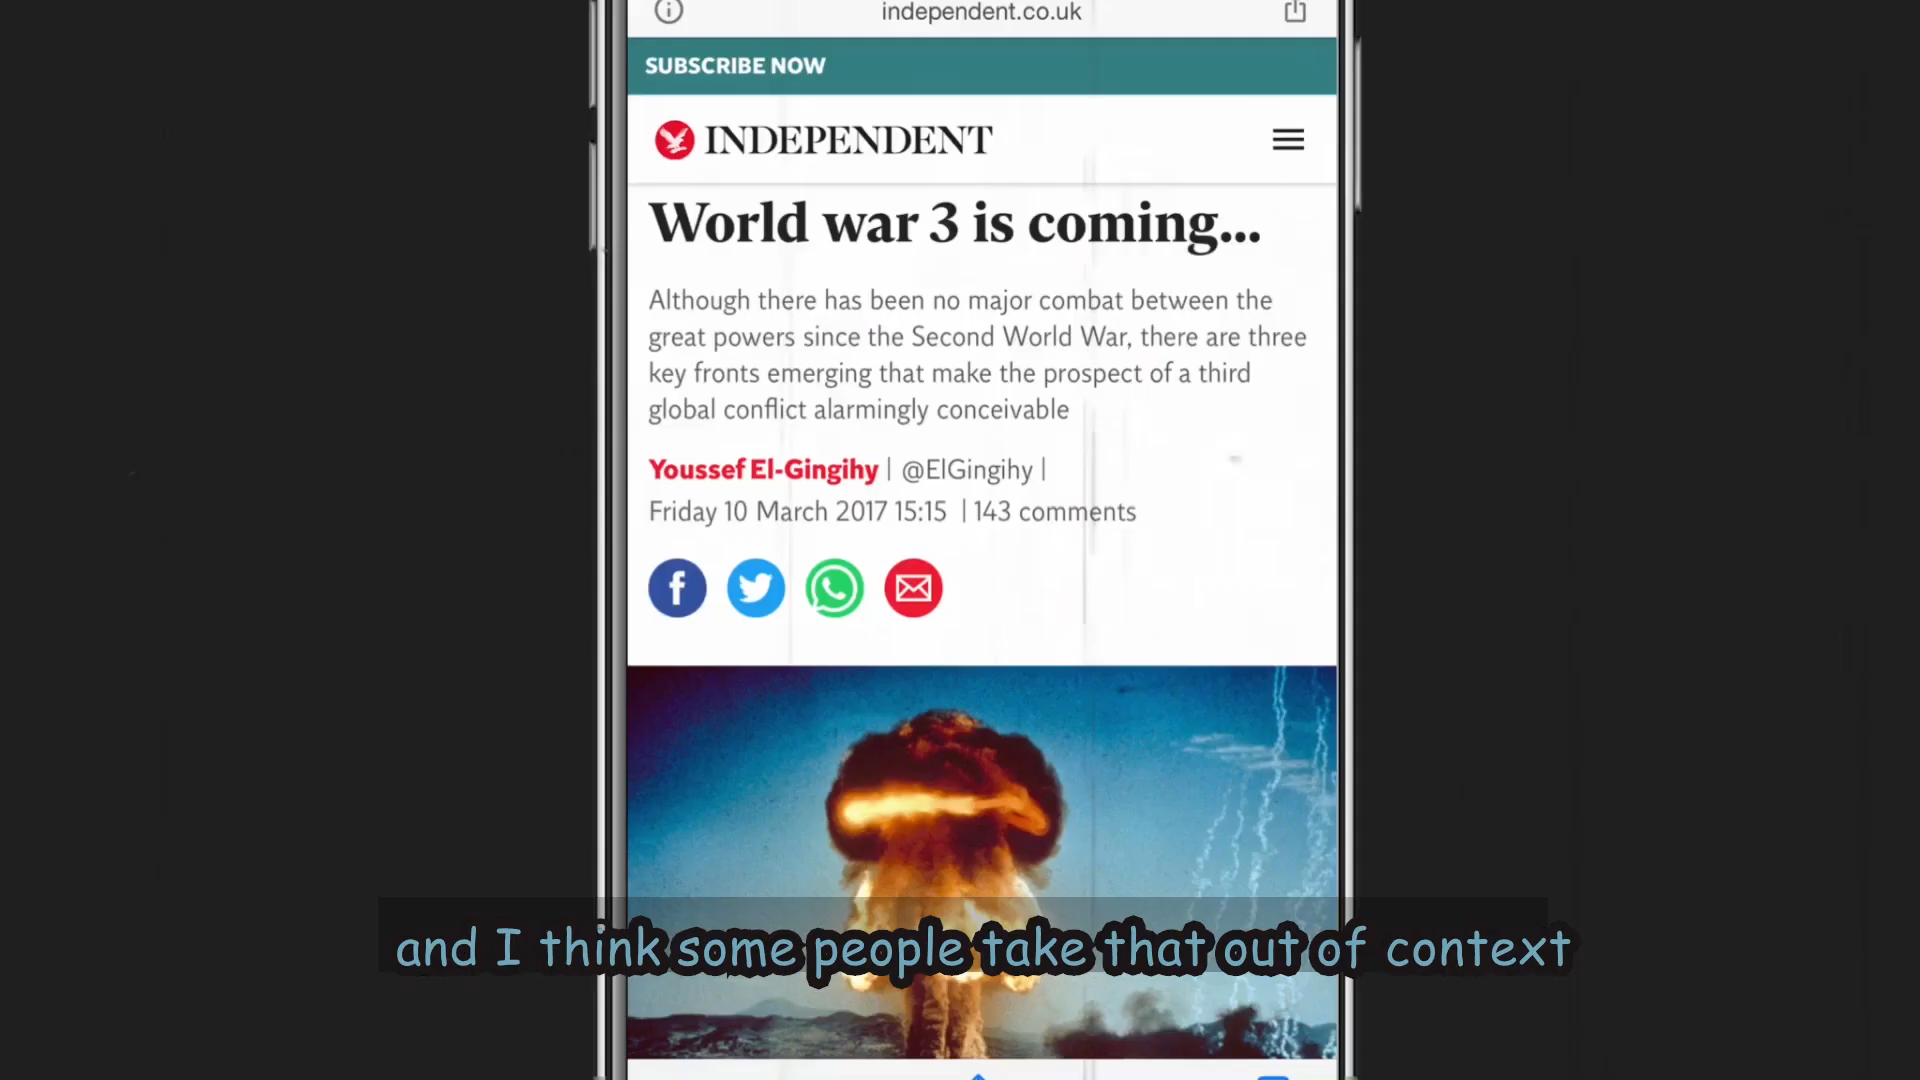 independent.co.uk
SUBSCRIBE NOW
INDEPENDENT
World war 3 is coming...
Although there has been no major combat between the
great powers since the Second World War, there are three
key fronts emerging that make the prospect of a third
global conflict alarmingly conceivable
Youssef El-Gingihy | @ElGingihy |
Friday 10 March 2017 15:15 | 143 comments
and I think some people take that out of context